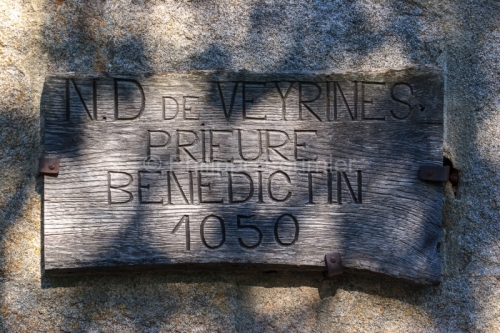 N.D DE VEYRINES.
PRIEURE
BENEDICTIN
1050